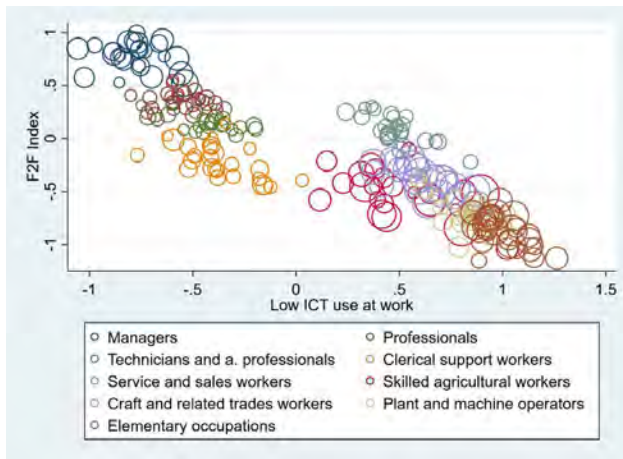 1
.5
0
-.5
-1
F2F Index
-1 -.5 0 .5 1 1.5
Low ICT use at work
Managers Professionals
Technicians and a. professionals Clerical support workers
Service and sales workers Skilled agricultural workers
Craft and related trades workers Plant and machine operators
Elementary occupations